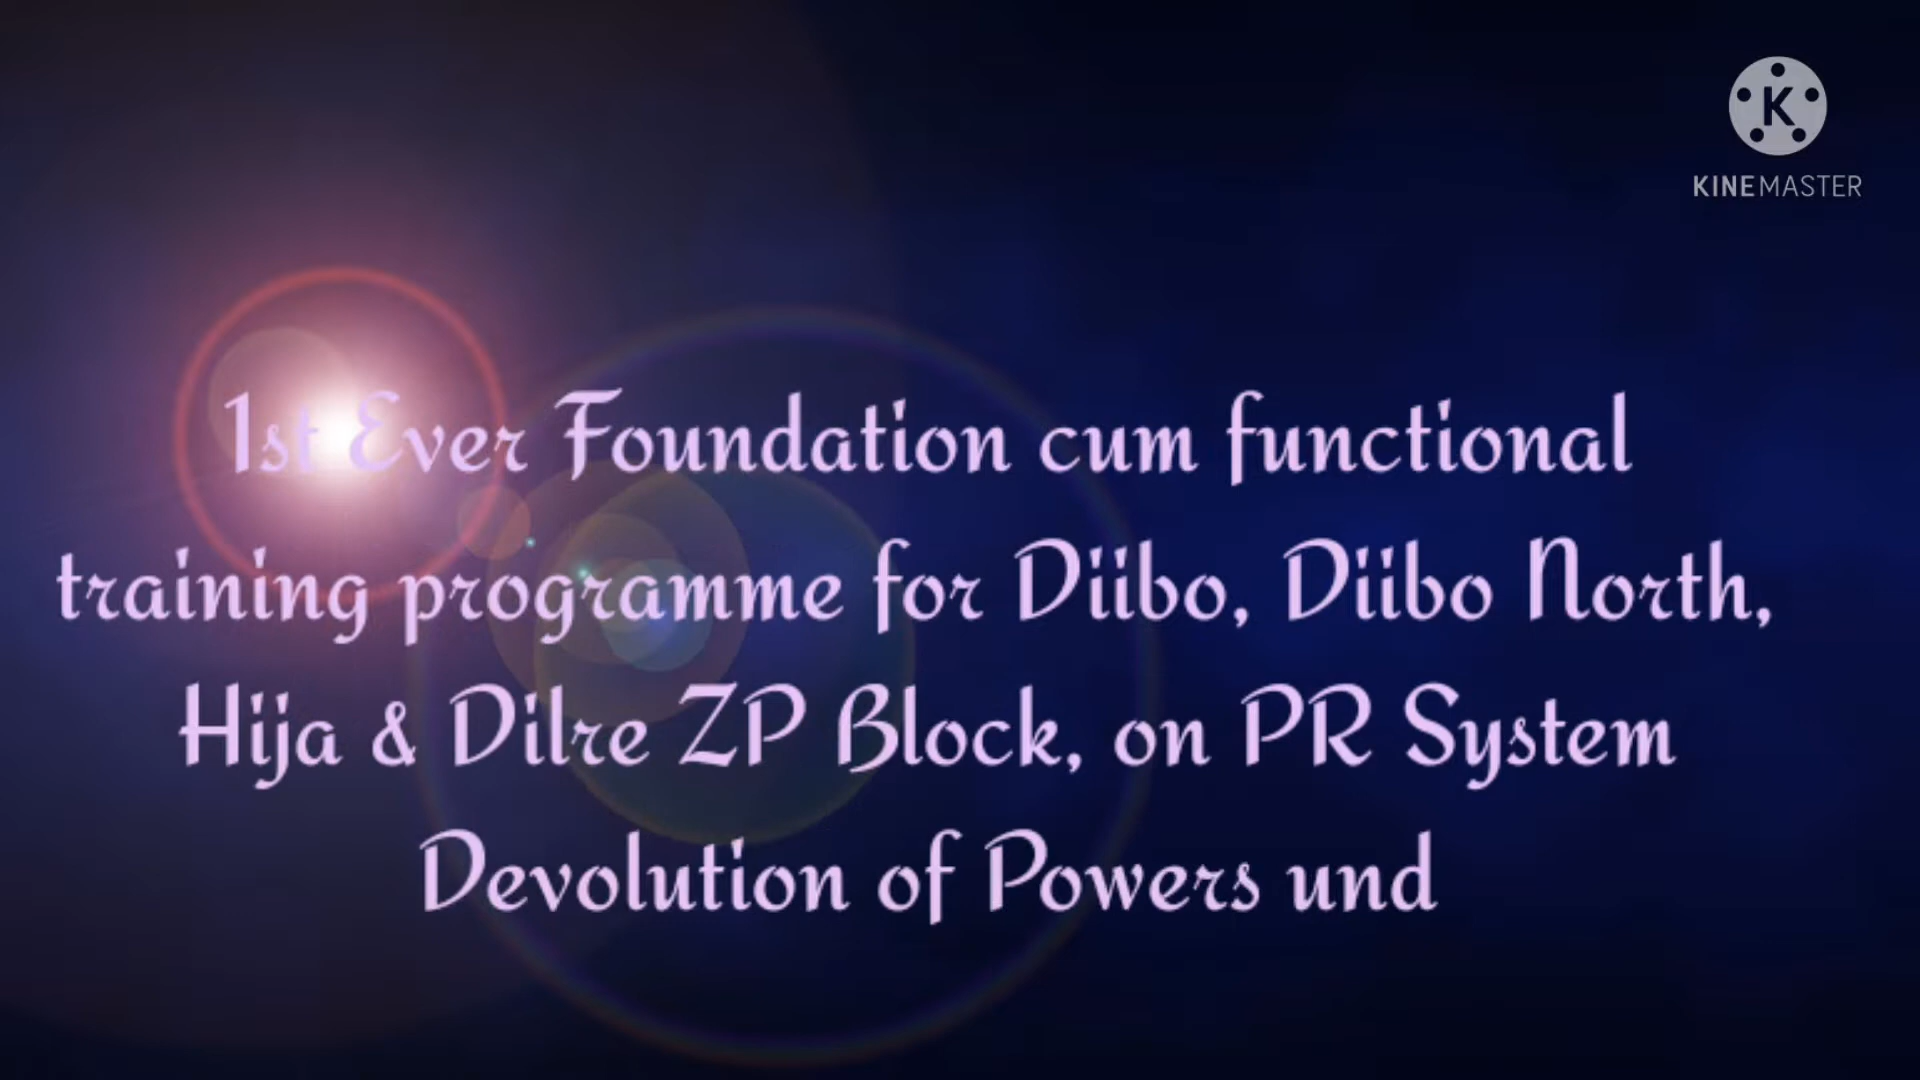 K
KINEMASTER
1st Ever Foundation cum functional
training programme for Diibo, Diibo North,
Hija & Dilre ZP Block, on PR System
Devolution of Powers und